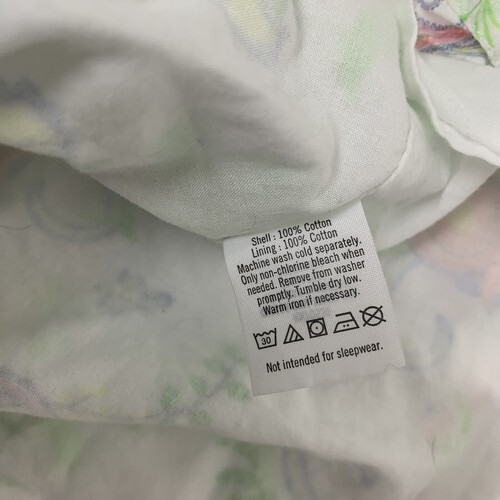 Shell : 100% Cotton
Lining : 100% Cotton
Machine wash cold separately.
Only non-chlorine bleach when
needed. Remove from washer
promptly. Tumble dry low.
Warm iron if necessary.
30
Not intended for sleepwear.